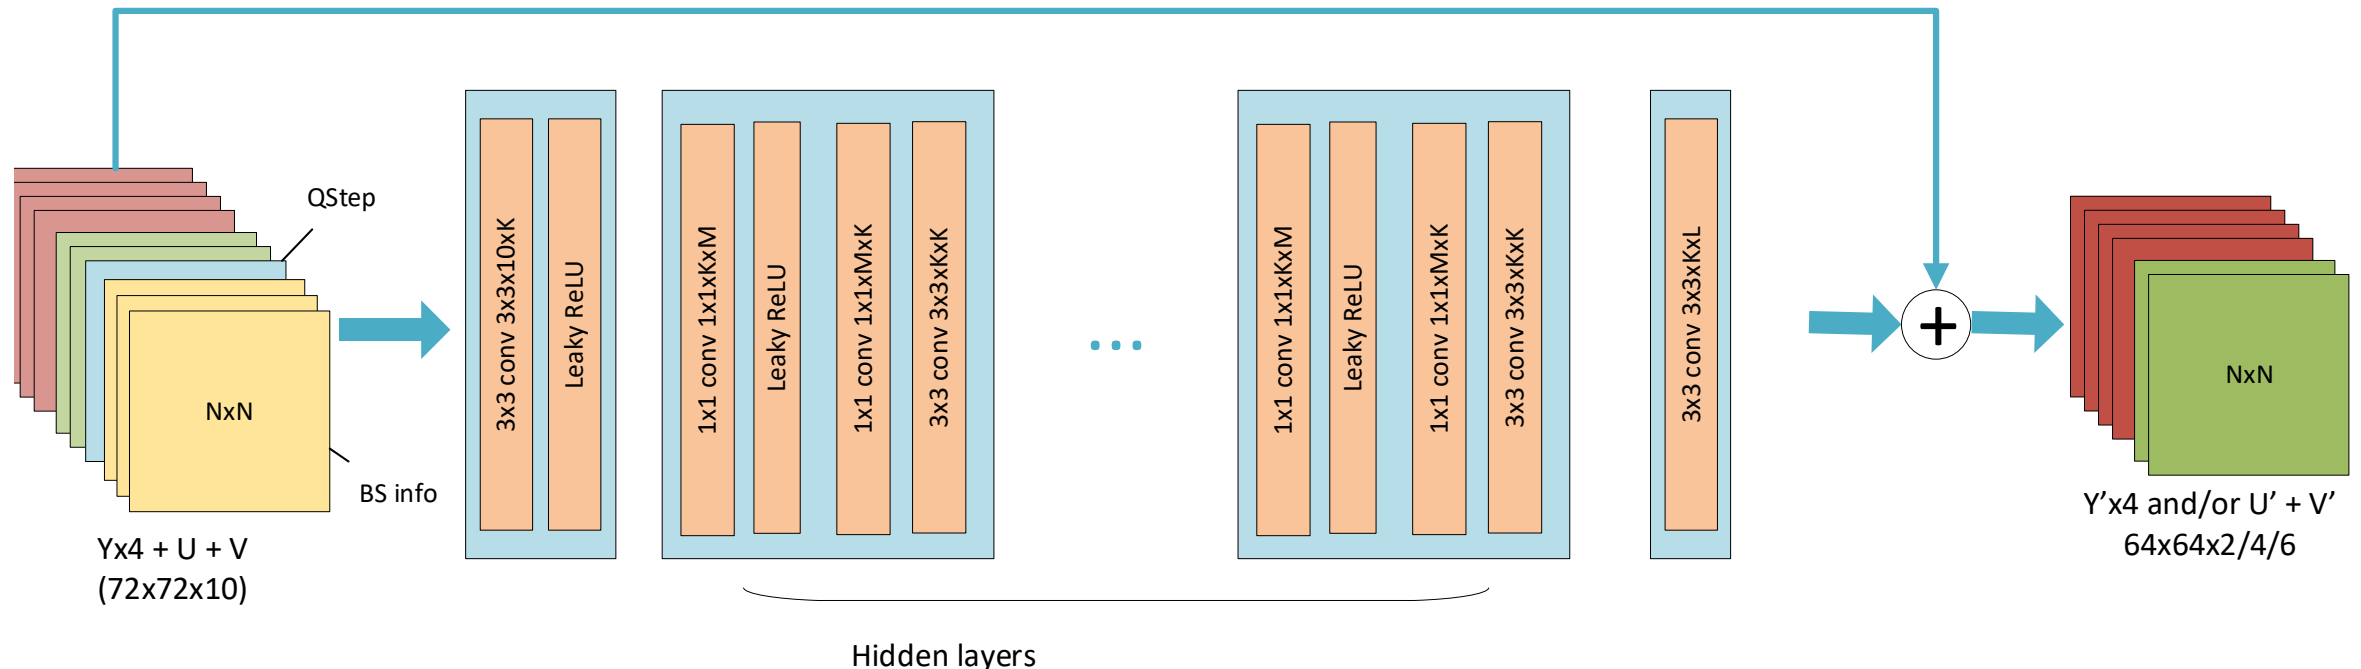 QStep
NxN
BS info
Yx4 + U + V
(72x72x10)
3x3 conv 3x3x10xK
Leaky ReLU
1x1 conv 1x1xKxM
Leaky ReLU
1x1 conv 1x1xMxK
3x3 conv 3x3xKxK
...
1x1 conv 1x1xKxM
Leaky ReLU
1x1 conv 1x1xMxK
3x3 conv 3x3xKxK
3x3 conv 3x3xKxL
Hidden layers
+
NxN
Y’x4 and/or U’ + V’
64x64x2/4/6